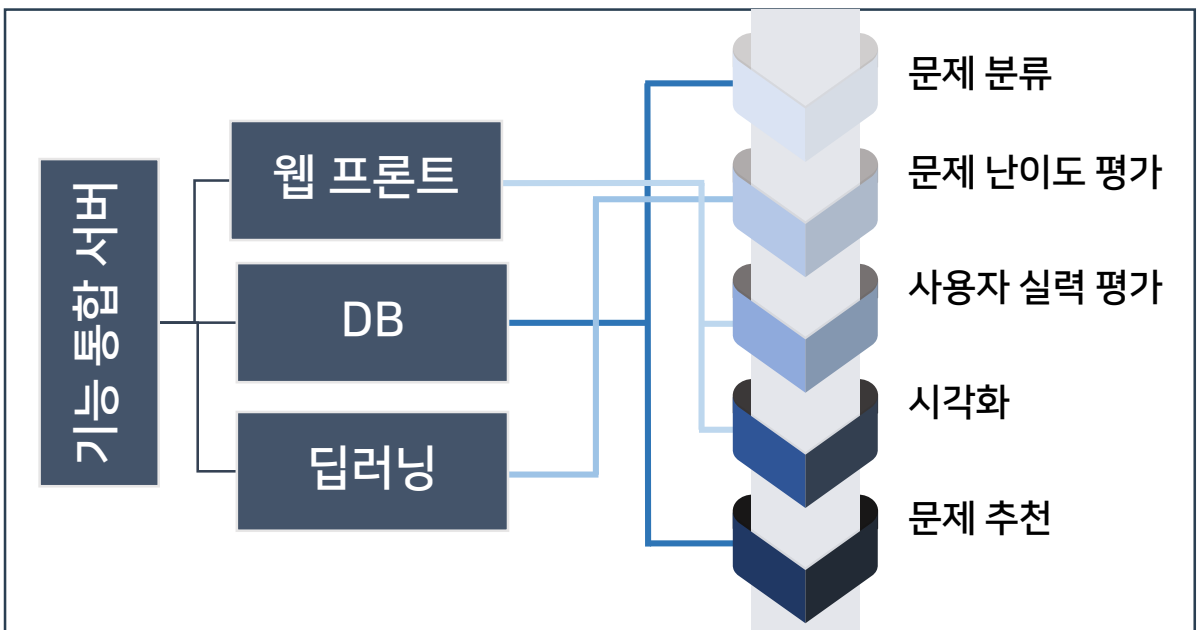 기능 통합 서버
웹 프론트
DB
딥러닝
문제 분류
문제 난이도 평가
사용자 실력 평가
시각화
문제 추천